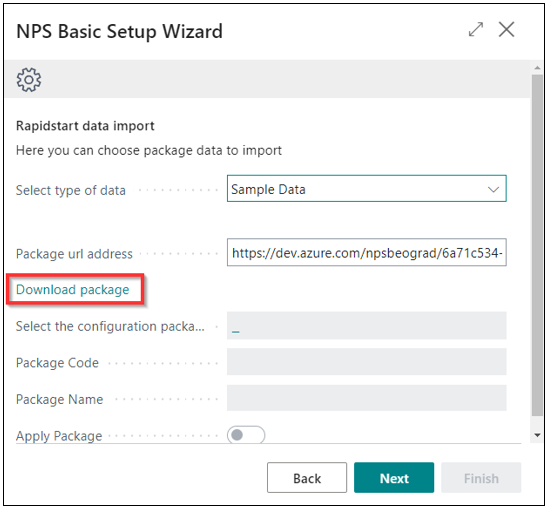 NPS Basic Setup Wizard
Rapidstart data import
Here you can choose package data to import
Select type of data
Sample Data
Package url address
https://dev.azure.com/npsbeograd/6a71c534-
Download package
Select the configuration packa...
_
Package Code
Package Name
Apply Package
Back
Next
Finish